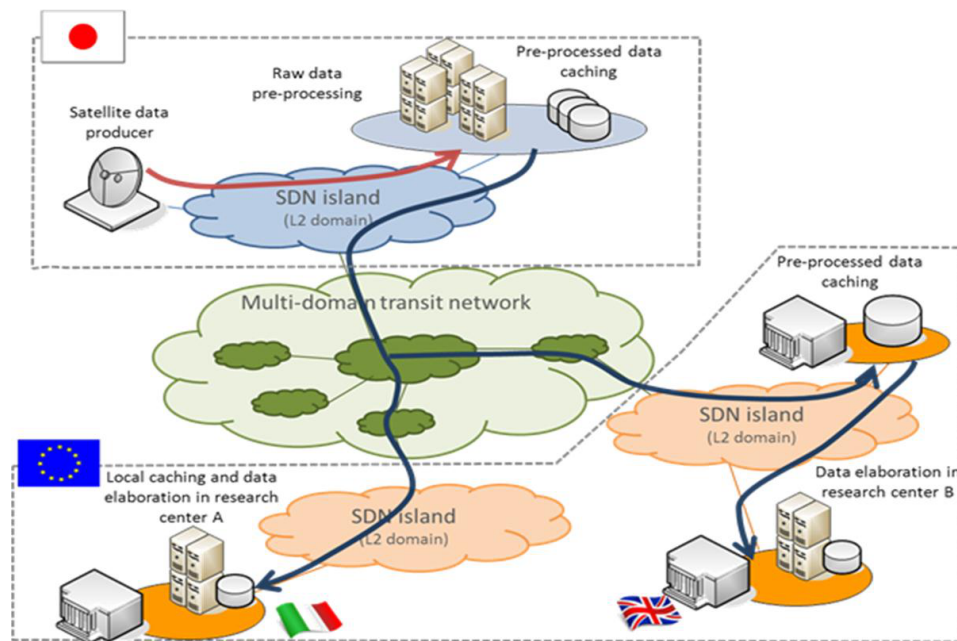 Raw data
pre-processing
Pre-processed data
caching
Satellite data
producer
SDN island
(L2 domain)
Multi-domain transit network
Pre-processed data
caching
SDN island
(L2 domain)
Local caching and data
elaboration in research
center A
SDN island
(L2 domain)
Data elaboration in
research center B